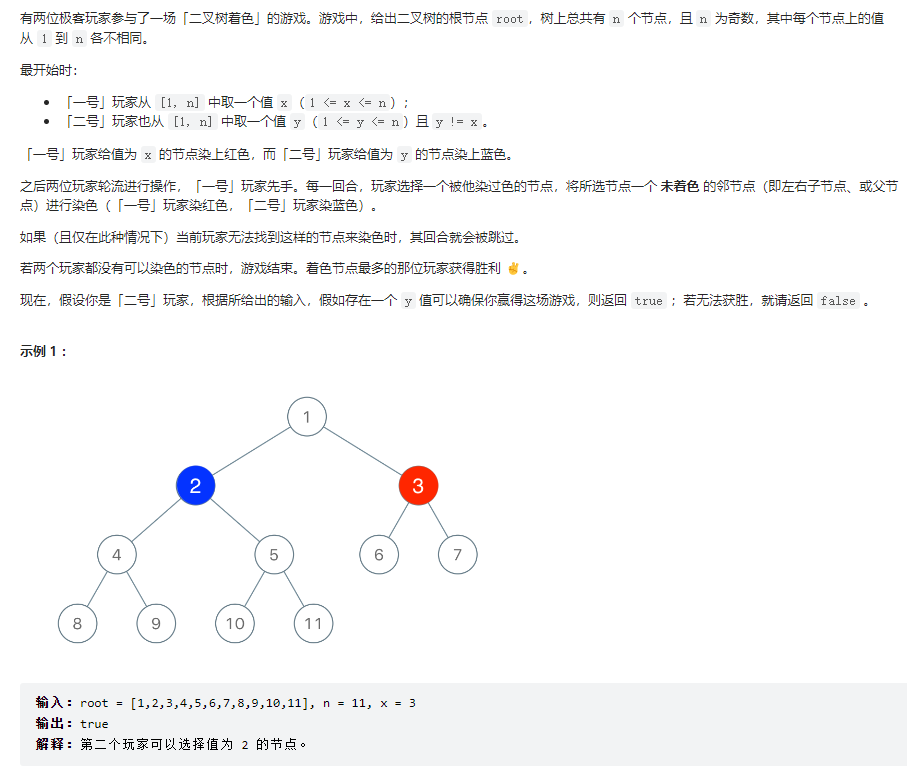 有两位极客玩家参与了一场「二叉树着色」的游戏。游戏中，给出二叉树的根节点 root，树上总共有 n 个节点，且 n 为奇数，其中每个节点上的值
从 1 到 n 各不相同。
最开始时：
• 「一号」玩家从 [1, n] 中取一个值 x（1 <= x <= n）；
• 「二号」玩家也从 [1, n] 中取一个值 y（1 <= y <= n）且 y != x。
「一号」玩家给值为 x 的节点染上红色，而「二号」玩家给值为 y 的节点染上蓝色。
之后两位玩家轮流进行操作，「一号」玩家先手。每一回合，玩家选择一个被他染过色的节点，将所选节点一个 未着色 的邻节点（即左右子节点、或父节
点）进行染色（「一号」玩家染红色，「二号」玩家染蓝色）。
如果（且仅在此种情况下）当前玩家无法找到这样的节点来染色时，其回合就会被跳过。
若两个玩家都没有可以染色的节点时，游戏结束。着色节点最多的那位玩家获得胜利 ✌️。
现在，假设你是「二号」玩家，根据所给出的输入，假如存在一个 y 值可以确保你赢得这场游戏，则返回 true ；若无法获胜，就请返回 false 。
示例 1：
1
2 3
4 5 6 7
8 9 10 11
输入：root = [1,2,3,4,5,6,7,8,9,10,11], n = 11, x = 3
输出：true
解释：第二个玩家可以选择值为 2 的节点。